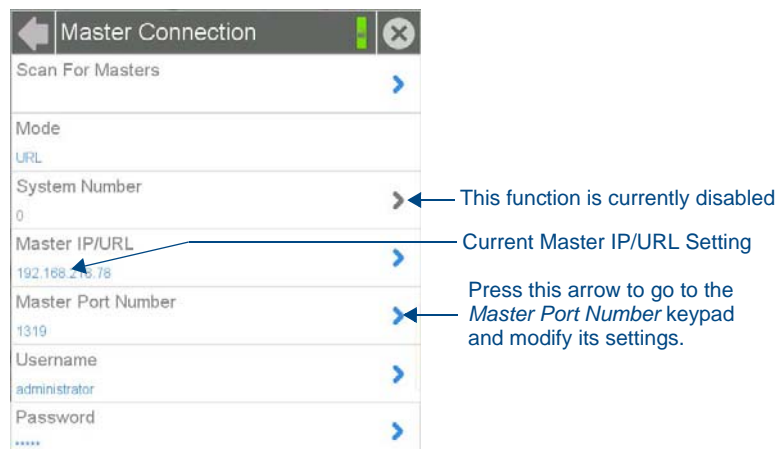 Master Connection
Scan For Masters
Mode
URL
System Number
0
This function is currently disabled
Master IP/URL
Current Master IP/URL Setting
Master Port Number
1319
Press this arrow to go to the
Master Port Number keypad
and modify its settings.
Username
administrator
Password
*****